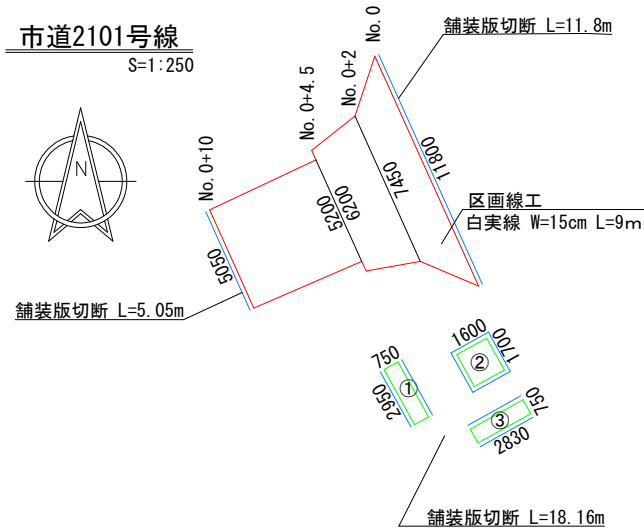 市道2101号線
S=1:250
N
No. 0+10
No. 0+4.5
No. 0+2
No. 0
舗装版切断 L=11.8m
11800
7450
6200
5200
5050
区画線工
白実線 W=15cm L=9m
舗装版切断 L=5.05m
750
2950
①
1600
1700
②
750
2830
③
舗装版切断 L=18.16m